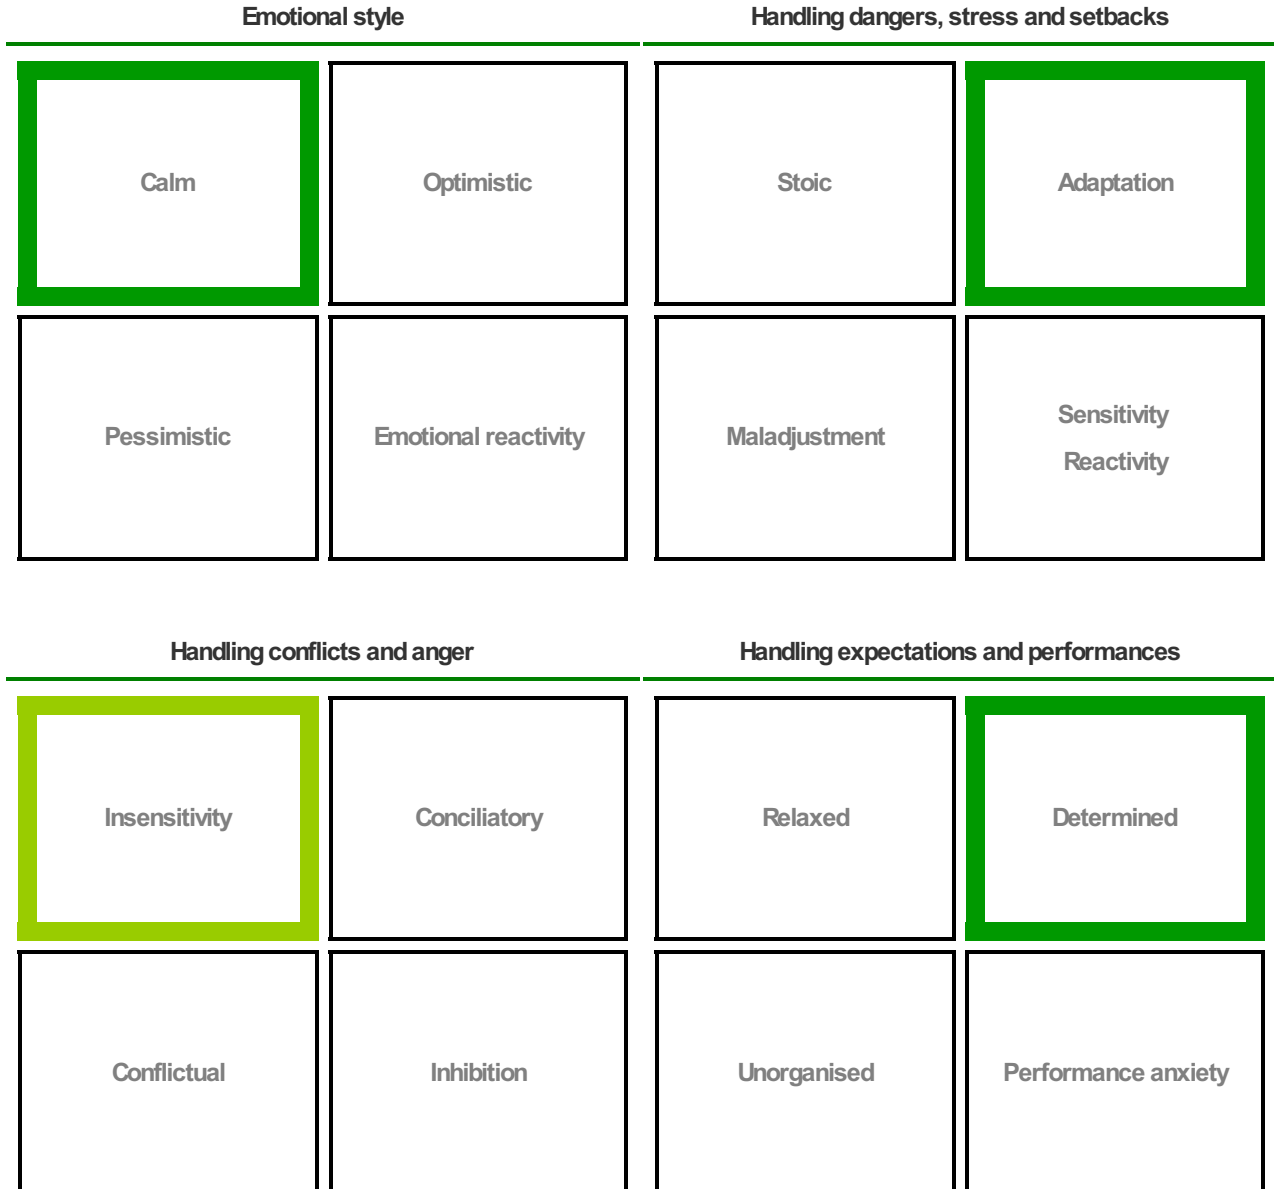 Emotional style
Handling dangers, stress and setbacks
Calm
Optimistic
Stoic
Adaptation
Pessimistic
Emotional reactivity
Maladjustment
Sensitivity
Reactivity
Handling conflicts and anger
Handling expectations and performances
Insensitivity
Conciliatory
Relaxed
Determined
Conflictual
Inhibition
Unorganised
Performance anxiety